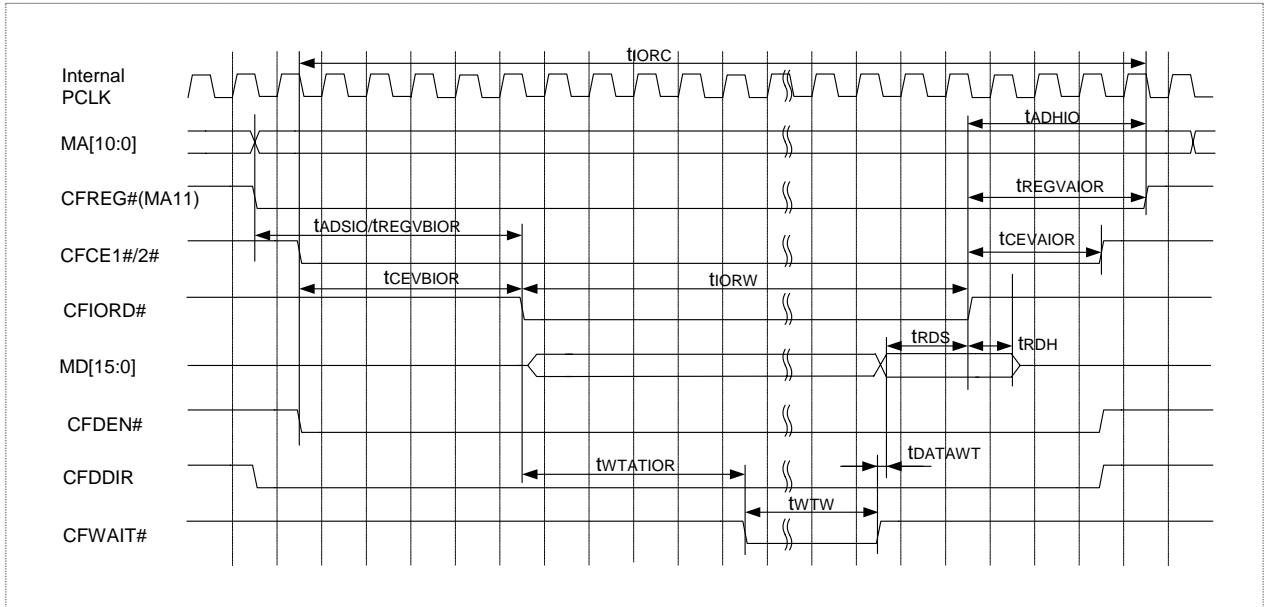 tIORC
Internal
PCLK
tADHIO
MA[10:0]
tREGVAIOR
CFREG#(MA11)
tADSIO/tREGVBIOR
tCEVAIOR
CFCE1#/2#
tCEVBIOR
tIORW
CFIORD#
tRDS
tRDH
MD[15:0]
CFDEN#
tDATAWT
tWTATIOR
CFDDIR
tWTW
CFWAIT#